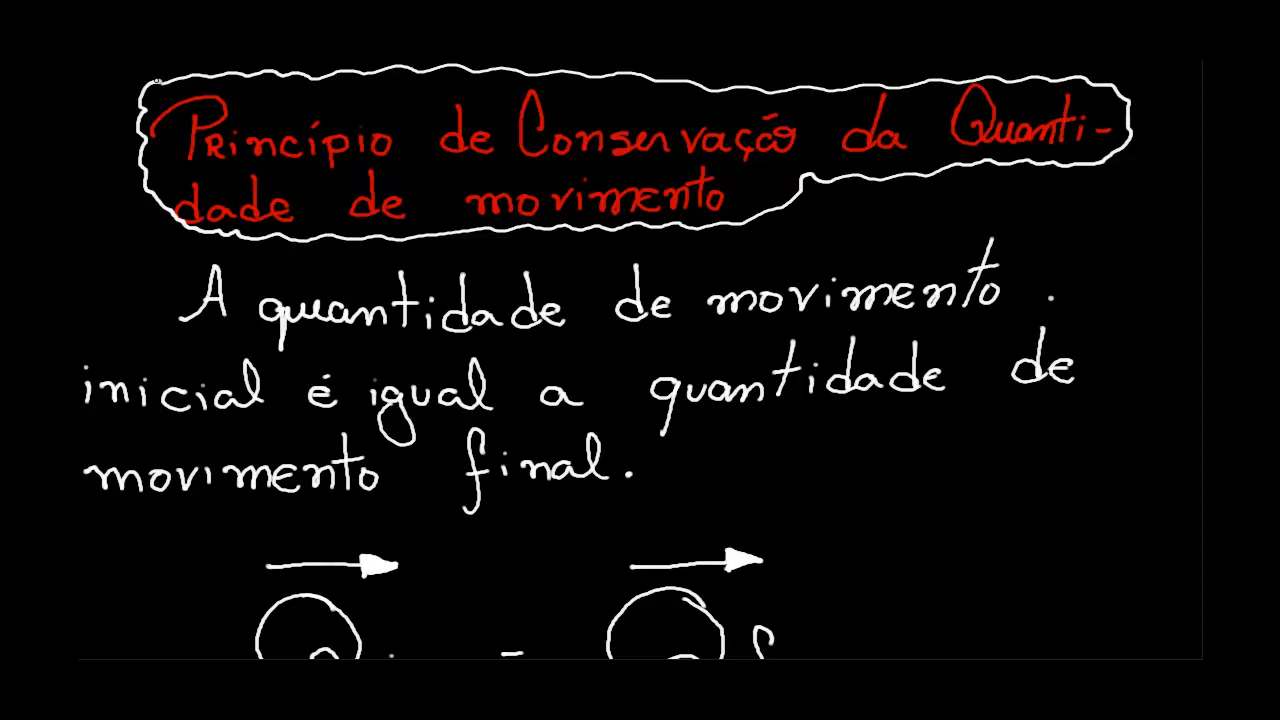 Princípio de Conservação da Quanti-
dade de movimento
A quantidade de movimento
inicial é igual a quantidade de
movimento final.